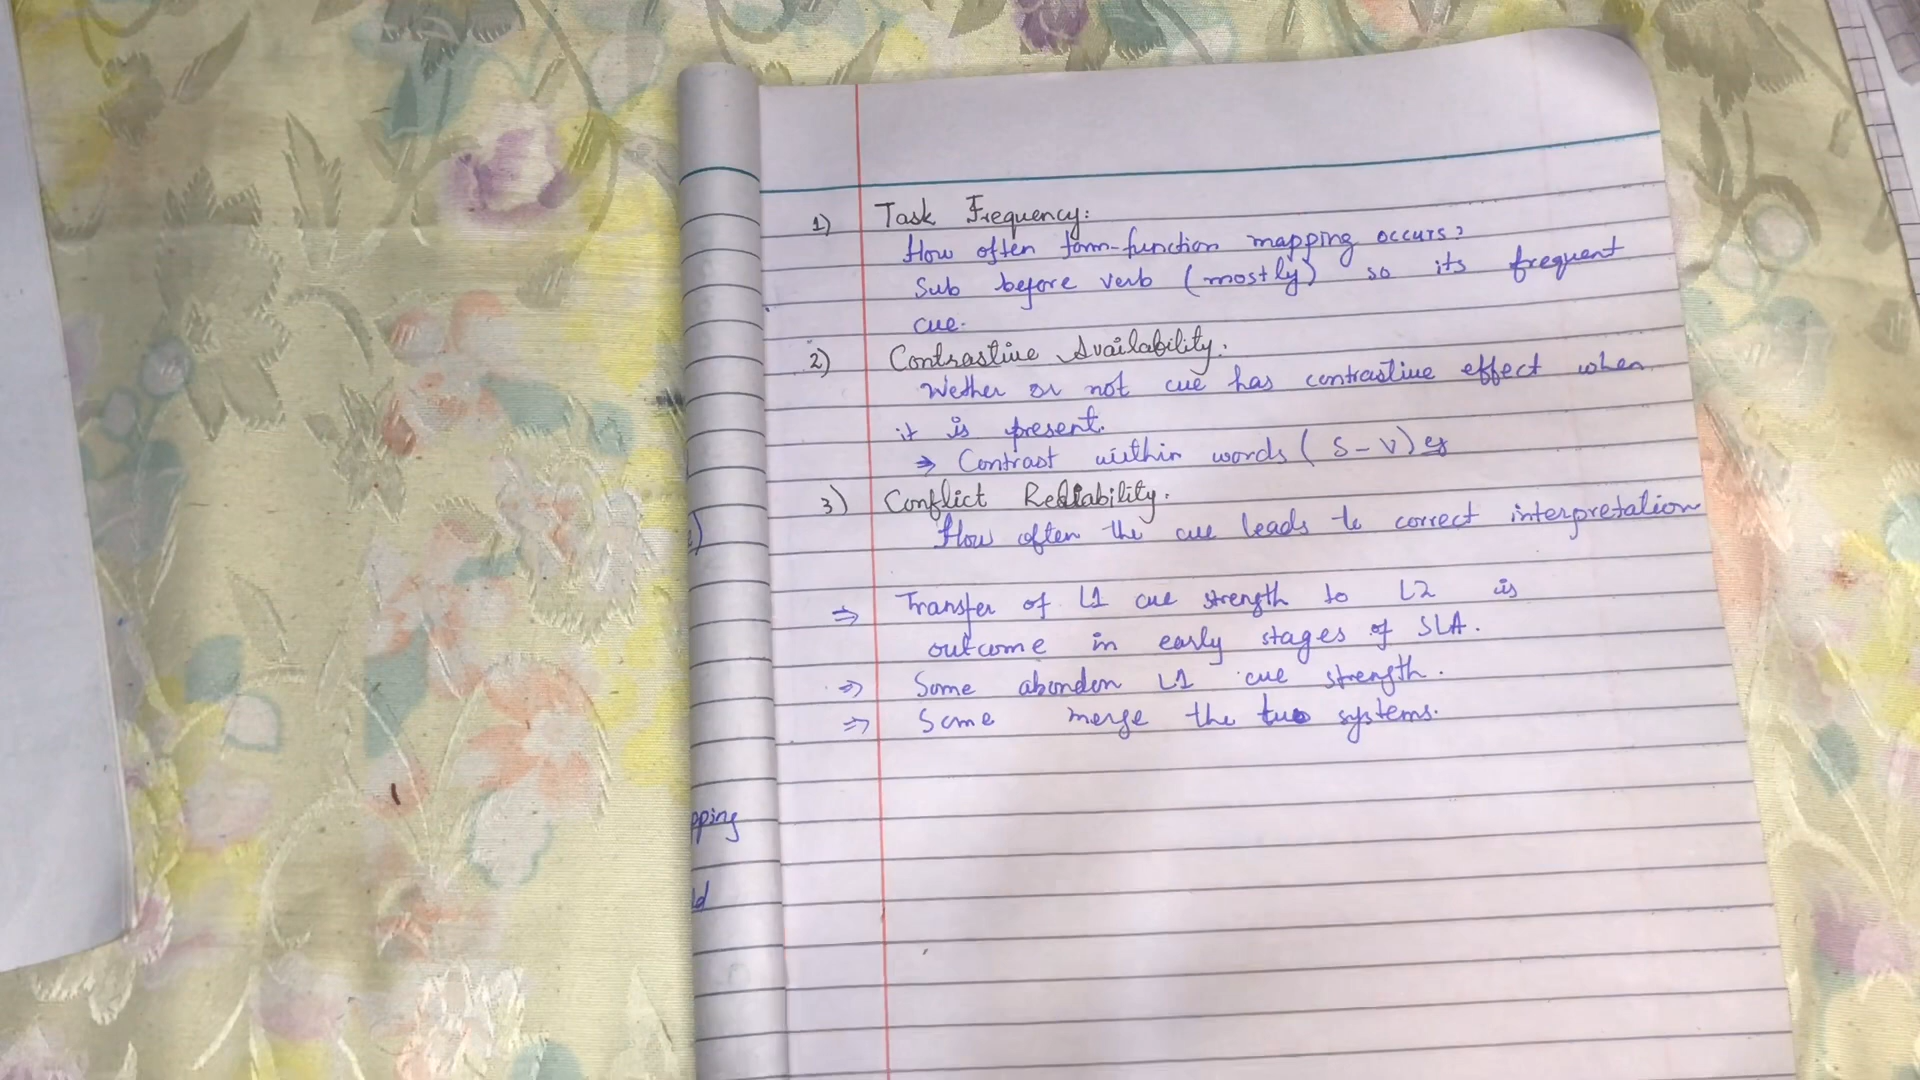 1) Task Frequency:
How often form-function mapping occurs?
Sub before verb (mostly) so its frequent
cue.
2) Contrastive Availability:
Wether or not cue has contrastive effect when
it is present.
⇒ Contrast within words (S-V)
3) Conflict Reliability.
How often the cue leads to correct interpretation
⇒ Transfer of L1 cue strength to L2 is
outcome in early stages of SLA.
⇒ Some abondon L1 cue strength.
⇒ Some merge the two systems.
pping
ld